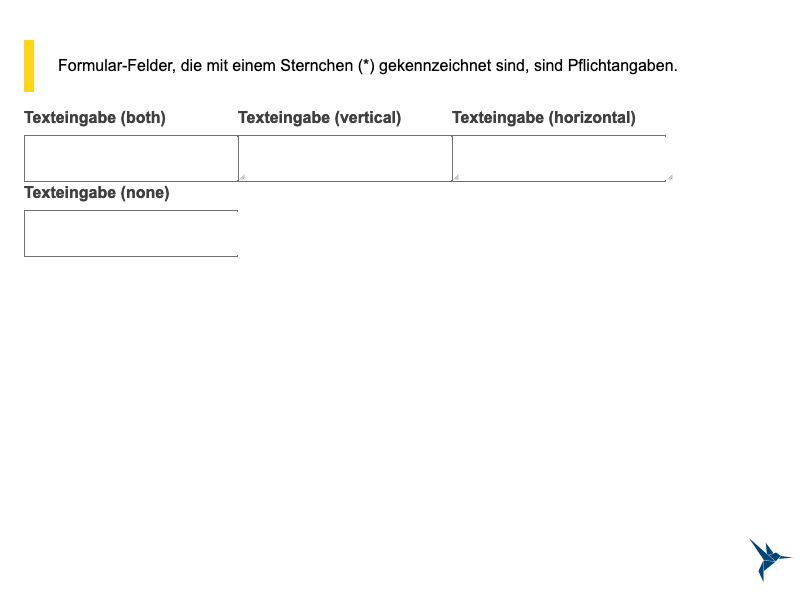 Formular-Felder, die mit einem Sternchen (*) gekennzeichnet sind, sind Pflichtangaben.
Texteingabe (both) Texteingabe (vertical) Texteingabe (horizontal)
Texteingabe (none)